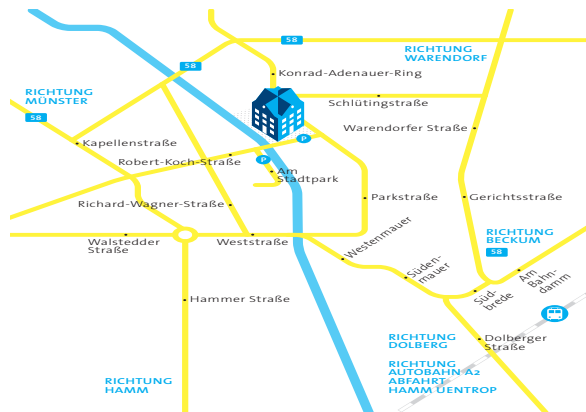 58
RICHTUNG
WARENDORF
58
Konrad-Adenauer-Ring
RICHTUNG
MÜNSTER
58
Schlütingstraße
Warendorfer Straße
Kapellenstraße
P
Robert-Koch-Straße
P
Am
Stadtpark
Richard-Wagner-Straße
Parkstraße
Gerichtsstraße
Walstedder
Straße
Weststraße
Westenmauer
RICHTUNG
BECKUM
58
Süden-
mauer
Am
Bahn-
damm
Süd-
brede
Hammer Straße
Dolberger
Straße
RICHTUNG
DOLBERG
RICHTUNG
AUTOBAHN A2
ABFAHRT
HAMM UENTROP
RICHTUNG
HAMM